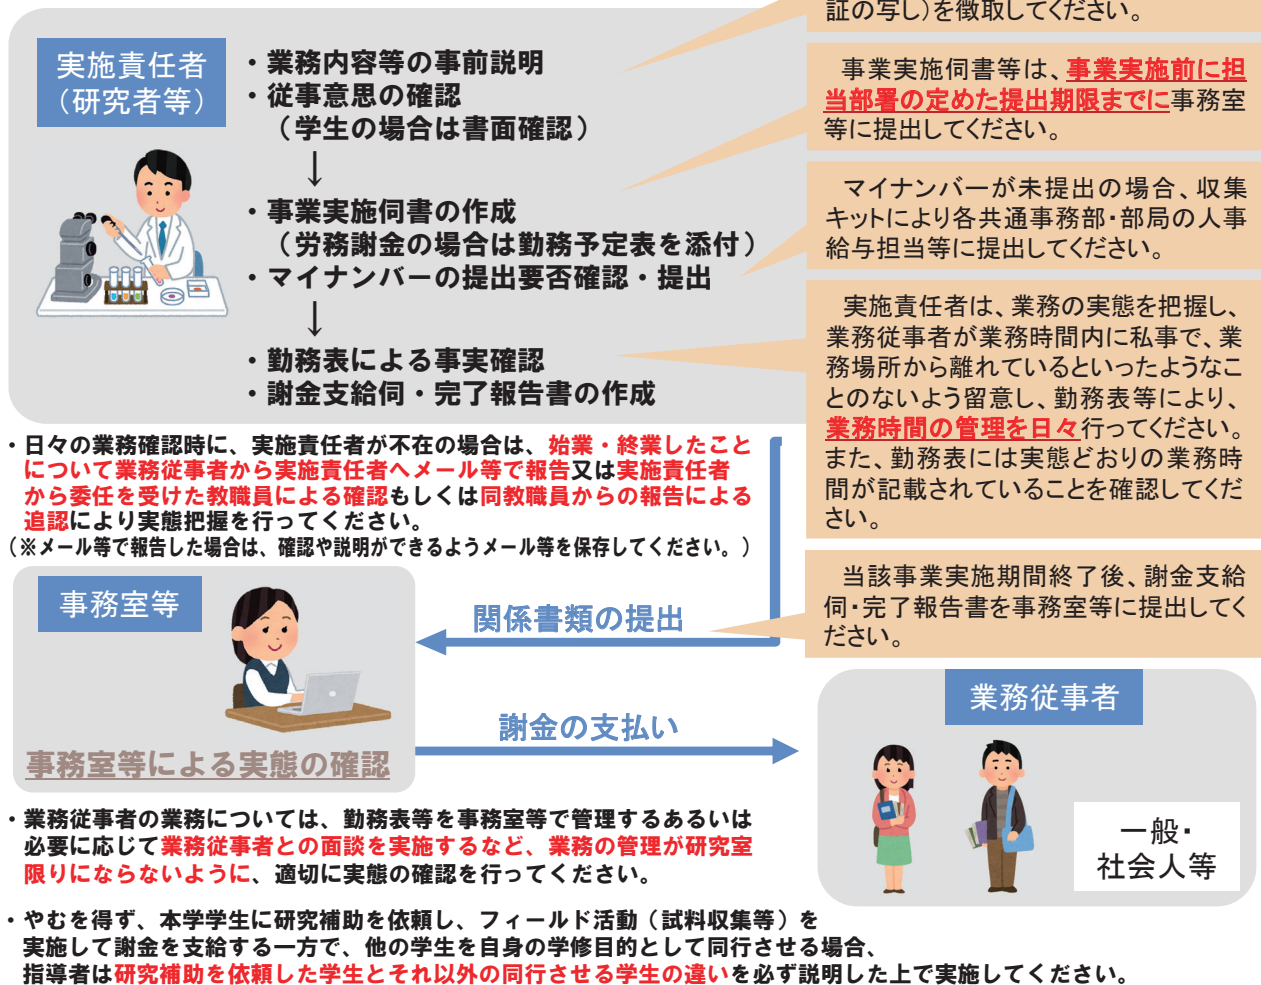 証の写し)を徴取してください。
実施責任者
(研究者等)
・業務内容等の事前説明
・従事意思の確認
(学生の場合は書面確認)
↓
・事業実施伺書の作成
(労務謝金の場合は勤務予定表を添付)
・マイナンバーの提出要否確認・提出
↓
・勤務表による事実確認
・謝金支給伺・完了報告書の作成
事業実施伺書等は、事業実施前に担
当部署の定めた提出期限までに事務室
等に提出してください。
マイナンバーが未提出の場合、収集
キットにより各共通事務部・部局の人事
給与担当等に提出してください。
実施責任者は、業務の実態を把握し、
業務従事者が業務時間内に私事で、業
務場所から離れているといったようなこ
とのないよう留意し、勤務表等により、
業務時間の管理を日々行ってください。
また、勤務表には実態どおりの業務時
間が記載されていることを確認してくだ
さい。
・日々の業務確認時に、実施責任者が不在の場合は、始業・終業したこと
について業務従事者から実施責任者へメール等で報告又は実施責任者
から委任を受けた教職員による確認もしくは同教職員からの報告による
追認により実態把握を行ってください。
(※メール等で報告した場合は、確認や説明ができるようメール等を保存してください。)
当該事業実施期間終了後、謝金支給
伺・完了報告書を事務室等に提出してく
ださい。
事務室等
関係書類の提出
謝金の支払い
事務室等による実態の確認
業務従事者
一般・
社会人等
・業務従事者の業務については、勤務表等を事務室等で管理するあるいは
必要に応じて業務従事者との面談を実施するなど、業務の管理が研究室
限りにならないように、適切に実態の確認を行ってください。
・やむを得ず、本学学生に研究補助を依頼し、フィールド活動(試料収集等)を
実施して謝金を支給する一方で、他の学生を自身の学修目的として同行させる場合、
指導者は研究補助を依頼した学生とそれ以外の同行させる学生の違いを必ず説明した上で実施してください。